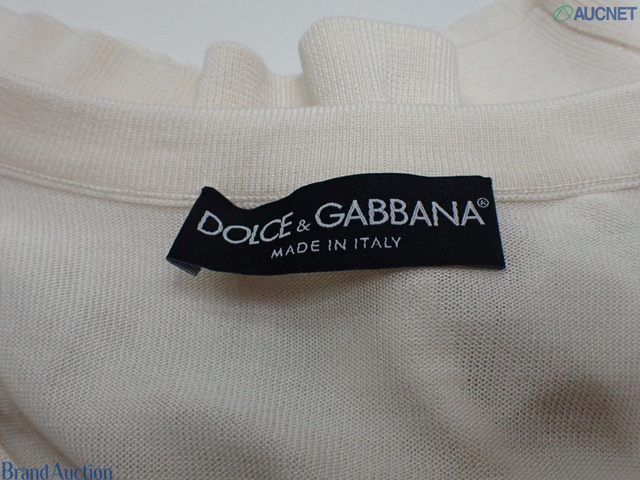 AUCNET
DOLCE & GABBANA®
MADE IN ITALY
Brand Auction